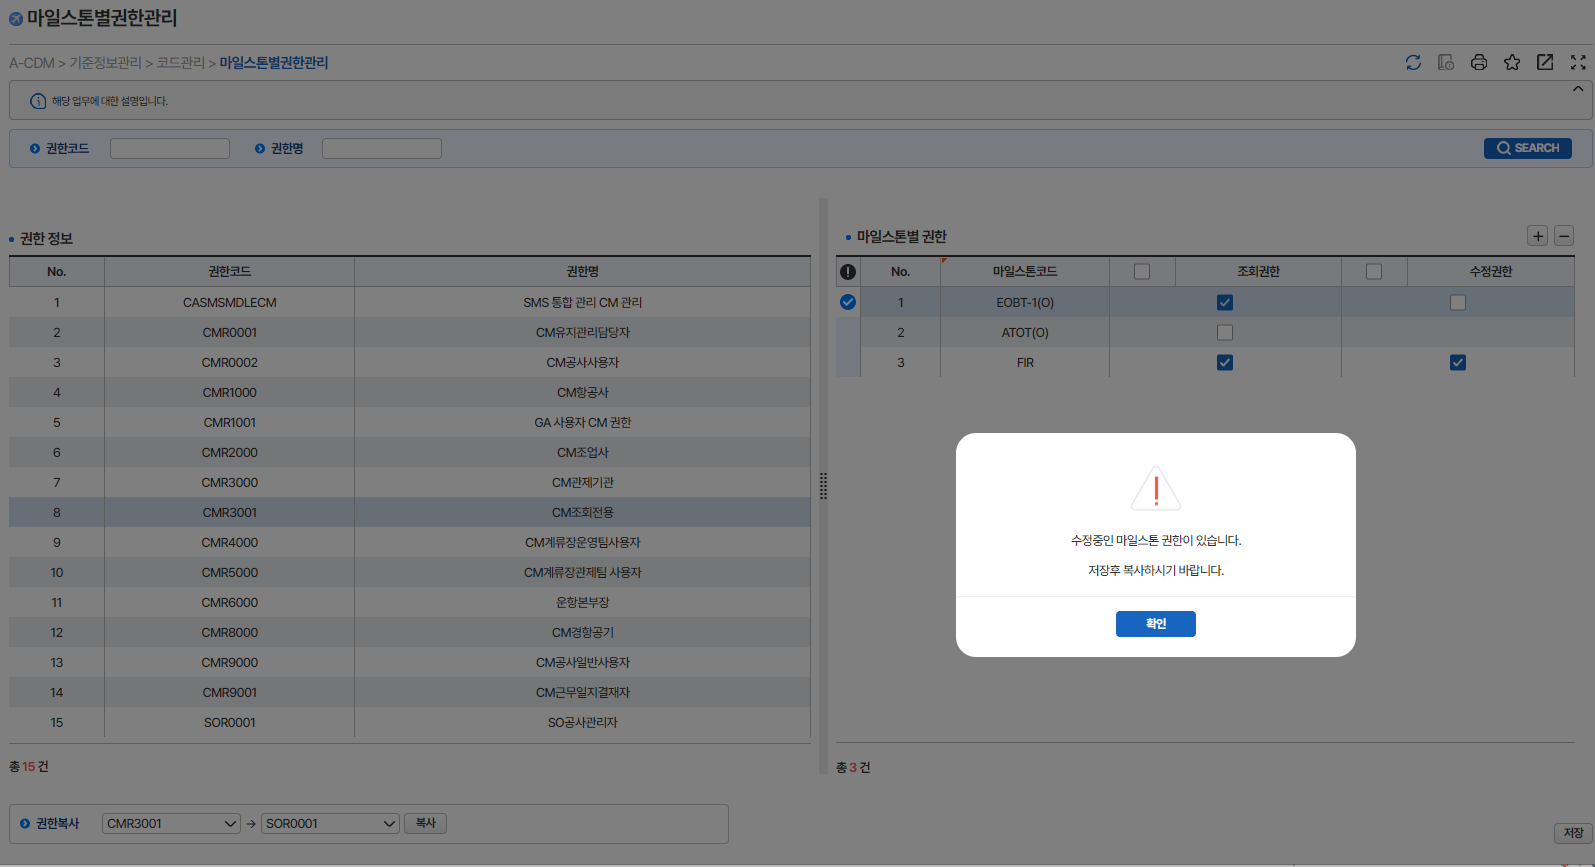 마일스톤별권한관리
A-CDM > 기준정보관리 > 코드관리 > 마일스톤별권한관리
해당 업무에 대한 설명입니다.
권한코드 권한명 SEARCH
권한 정보
No. 권한코드 권한명
1 CASMSMDLECM SMS 통합 관리 CM 관리
2 CMR0001 CM유지관리담당자
3 CMR0002 CM공사사용자
4 CMR1000 CM항공사
5 CMR1001 GA 사용자 CM 권한
6 CMR2000 CM조업사
7 CMR3000 CM관제기관
8 CMR3001 CM조회전용
9 CMR4000 CM계류장운영팀사용자
10 CMR5000 CM계류장관제팀 사용자
11 CMR6000 운항본부장
12 CMR8000 CM경항공기
13 CMR9000 CM공사일반사용자
14 CMR9001 CM근무일지결재자
15 SOR0001 SO공사관리자
총 15 건
마일스톤별 권한
No. 마일스톤코드 조회권한 수정권한
1 EOBT-1(O)
2 ATOT(O)
3 FIR
총 3 건
수정중인 마일스톤 권한이 있습니다.
저장후 복사하시기 바랍니다.
확인
권한복사 CMR3001 → SOR0001 복사
저장